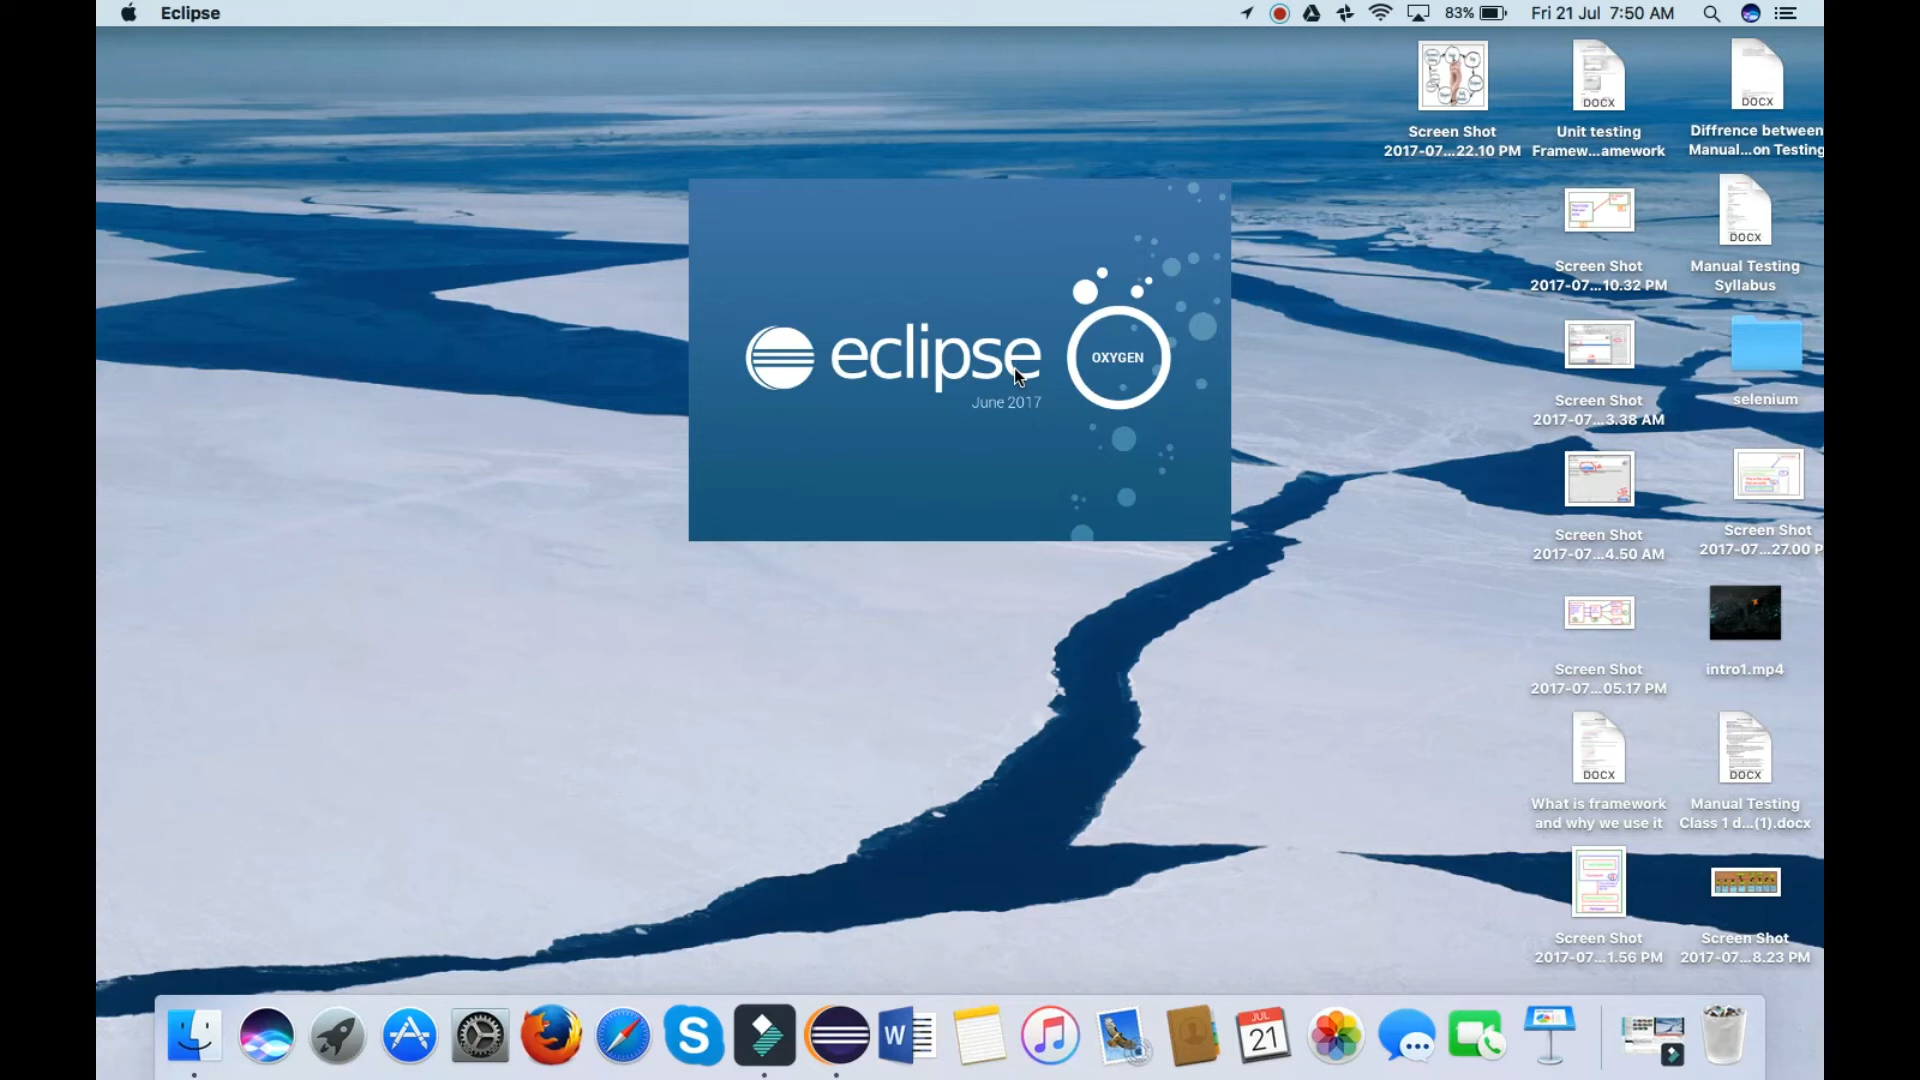 Eclipse
83%
Fri 21 Jul 7:50 AM
Screen Shot
2017-07...22.10 PM
DOCX
Unit testing
Framew...amework
DOCX
Diffrence between
Manual...on Testing
Screen Shot
2017-07...10.32 PM
DOCX
Manual Testing
Syllabus
eclipse
OXYGEN
June 2017
Screen Shot
2017-07...3.38 AM
selenium
Screen Shot
2017-07...4.50 AM
Screen Shot
2017-07...27.00 P
Screen Shot
2017-07...05.17 PM
intro1.mp4
DOCX
What is framework
and why we use it
DOCX
Manual Testing
Class 1 d...(1).docx
Screen Shot
2017-07...1.56 PM
Screen Shot
2017-07...8.23 PM
S
W
JUL
21